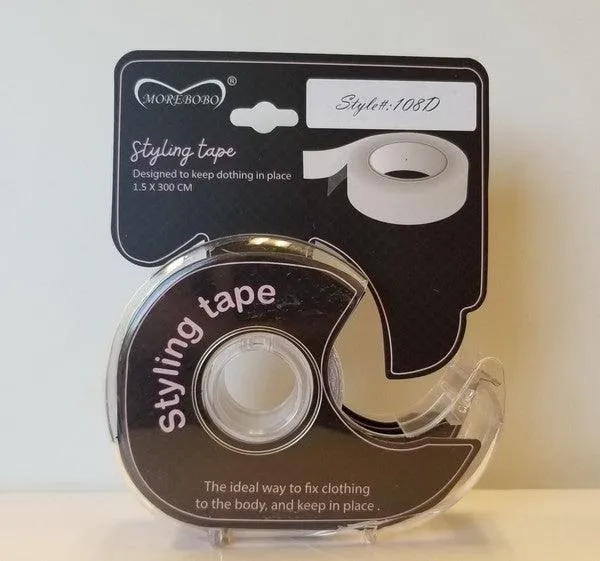 MOREBOBO®
Style#:108D
Styling tape
Designed to keep dothing in place
1.5 X 300 CM
Styling tape
The ideal way to fix clothing
to the body, and keep in place .